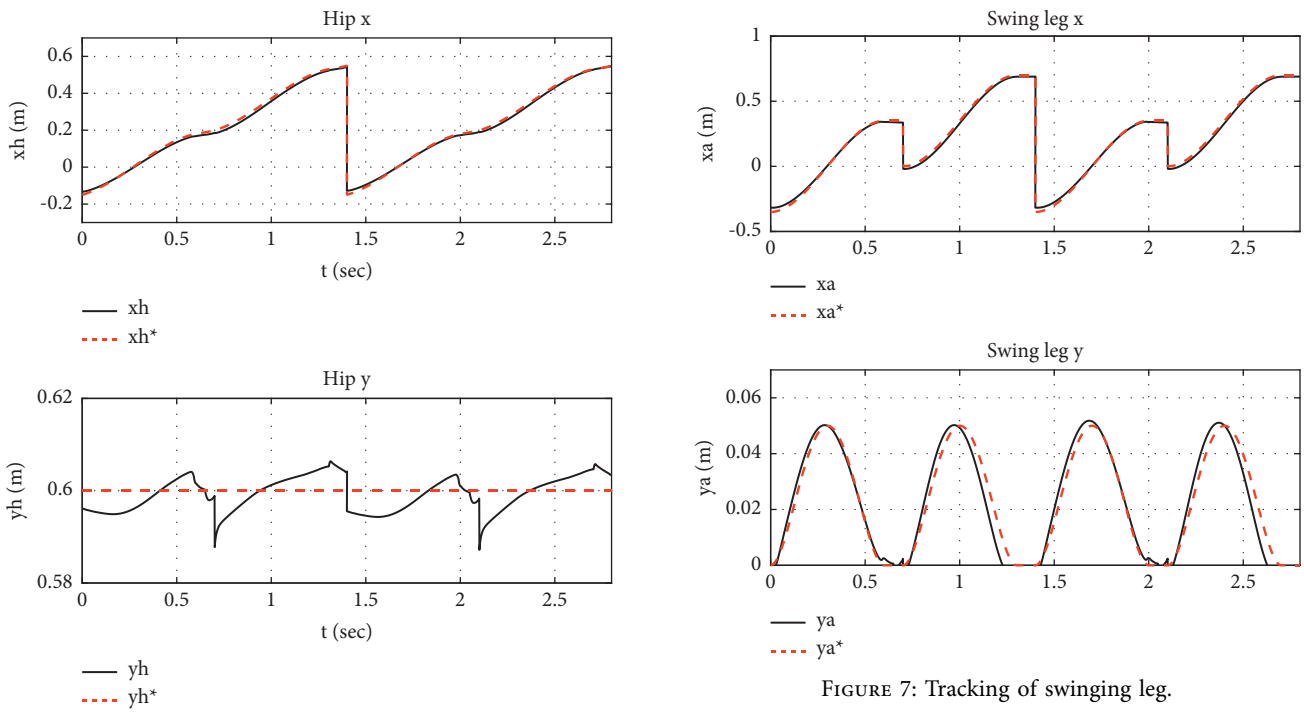 Hip x
0.6
0.4
0.2
0
-0.2
xh (m)
0 0.5 1 1.5 2 2.5
t (sec)
xh
xh*
Hip y
0.62
0.6
0.58
yh (m)
0 0.5 1 1.5 2 2.5
t (sec)
yh
yh*
Swing leg x
1
0.5
0
-0.5
xa (m)
0 0.5 1 1.5 2 2.5
xa
xa*
Swing leg y
0.06
0.04
0.02
0
ya (m)
0 0.5 1 1.5 2 2.5
ya
ya*
FIGURE 7: Tracking of swinging leg.